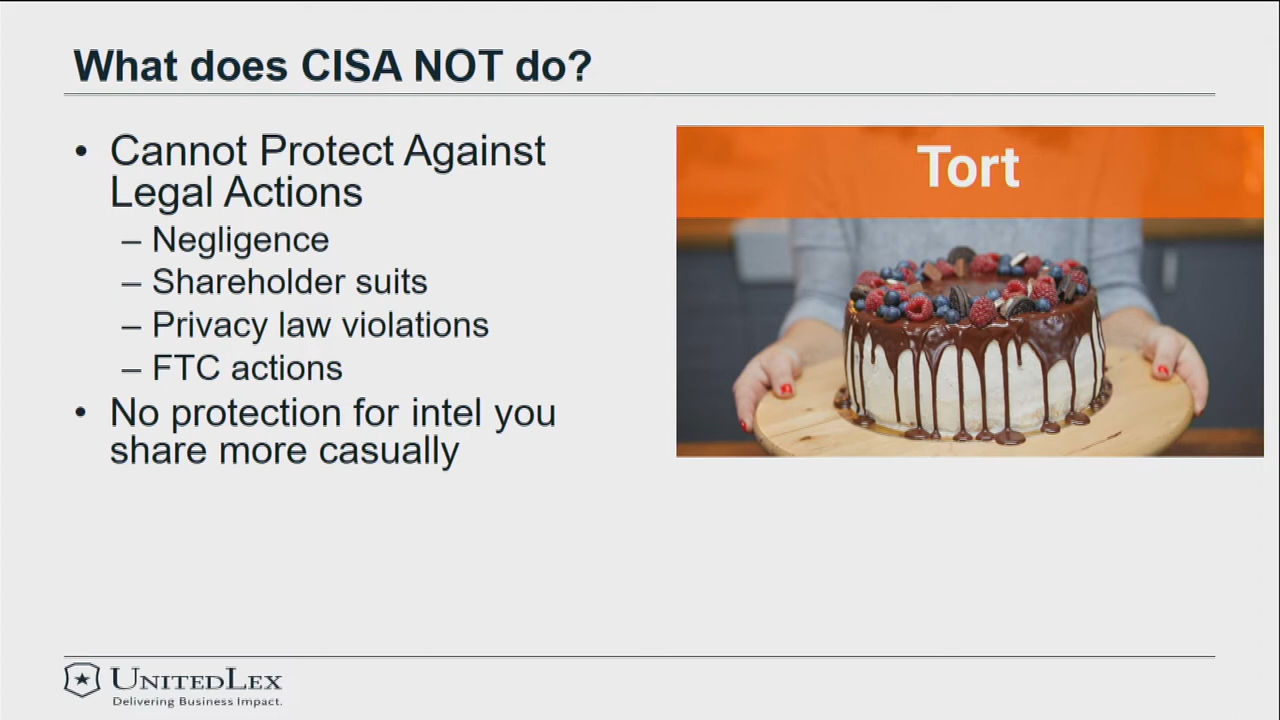 What does CISA NOT do?
• Cannot Protect Against
Legal Actions
– Negligence
– Shareholder suits
– Privacy law violations
– FTC actions
• No protection for intel you
share more casually
Tort
UNITEDLEX
Delivering Business Impact.